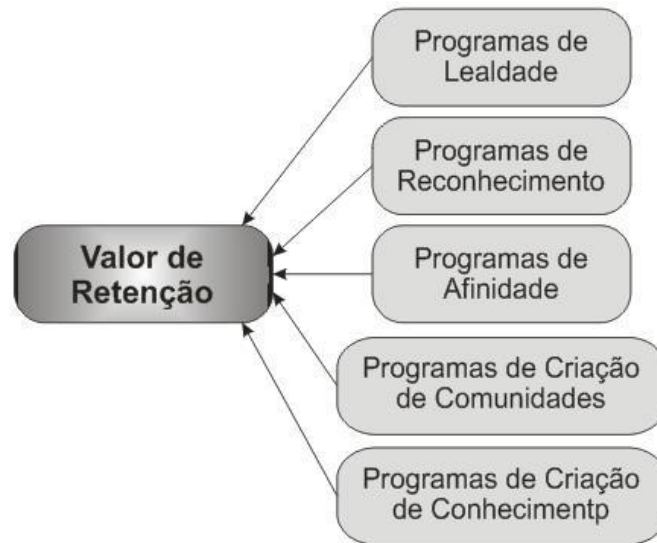 Programas de
Lealdade
Programas de
Reconhecimento
Valor de
Retenção
Programas de
Afinidade
Programas de Criação
de Comunidades
Programas de Criação
de Conhecimentp